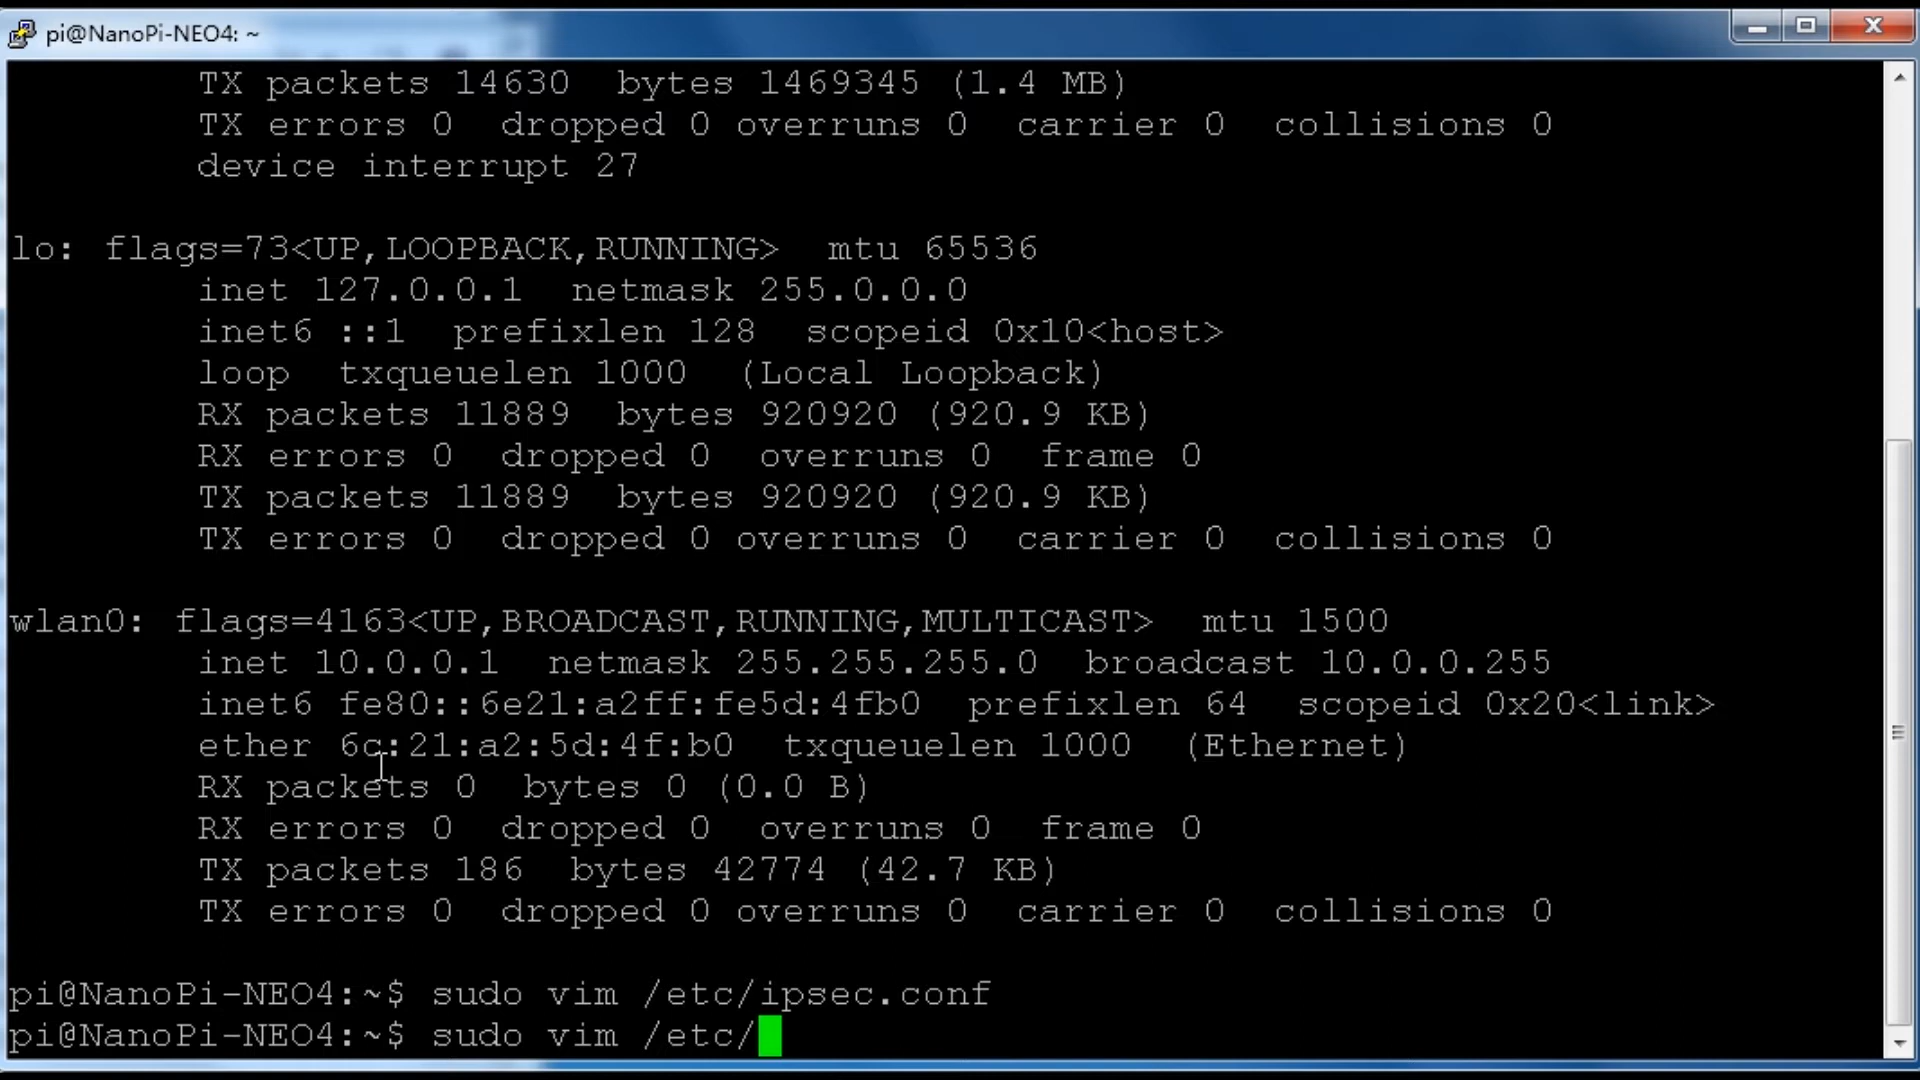 pi@NanoPi-NEO4: ~
TX packets 14630 bytes 1469345 (1.4 MB)
TX errors 0 dropped 0 overruns 0 carrier 0 collisions 0
device interrupt 27
lo: flags=73<UP,LOOPBACK,RUNNING> mtu 65536
inet 127.0.0.1 netmask 255.0.0.0
inet6 ::1 prefixlen 128 scopeid 0x10<host>
loop txqueuelen 1000 (Local Loopback)
RX packets 11889 bytes 920920 (920.9 KB)
RX errors 0 dropped 0 overruns 0 frame 0
TX packets 11889 bytes 920920 (920.9 KB)
TX errors 0 dropped 0 overruns 0 carrier 0 collisions 0
wlan0: flags=4163<UP,BROADCAST,RUNNING,MULTICAST> mtu 1500
inet 10.0.0.1 netmask 255.255.255.0 broadcast 10.0.0.255
inet6 fe80::6e21:a2ff:fe5d:4fb0 prefixlen 64 scopeid 0x20<link>
ether 6c:21:a2:5d:4f:b0 txqueuelen 1000 (Ethernet)
RX packets 0 bytes 0 (0.0 B)
RX errors 0 dropped 0 overruns 0 frame 0
TX packets 186 bytes 42774 (42.7 KB)
TX errors 0 dropped 0 overruns 0 carrier 0 collisions 0
pi@NanoPi-NEO4:~$ sudo vim /etc/ipsec.conf
pi@NanoPi-NEO4:~$ sudo vim /etc/